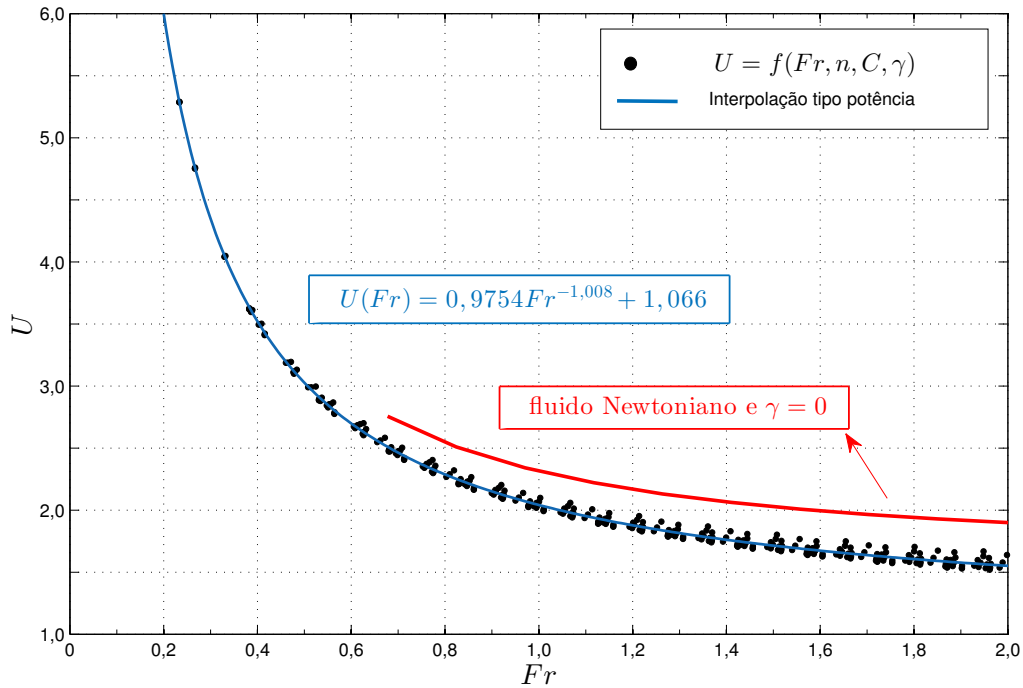 U = f(Fr, n, C, γ)
Interpolação tipo potência
U(Fr) = 0,9754Fr^{-1,008} + 1,066
fluido Newtoniano e γ = 0
U
6,0
5,0
4,0
3,0
2,0
1,0
0 0,2 0,4 0,6 0,8 1,0 1,2 1,4 1,6 1,8 2,0
Fr